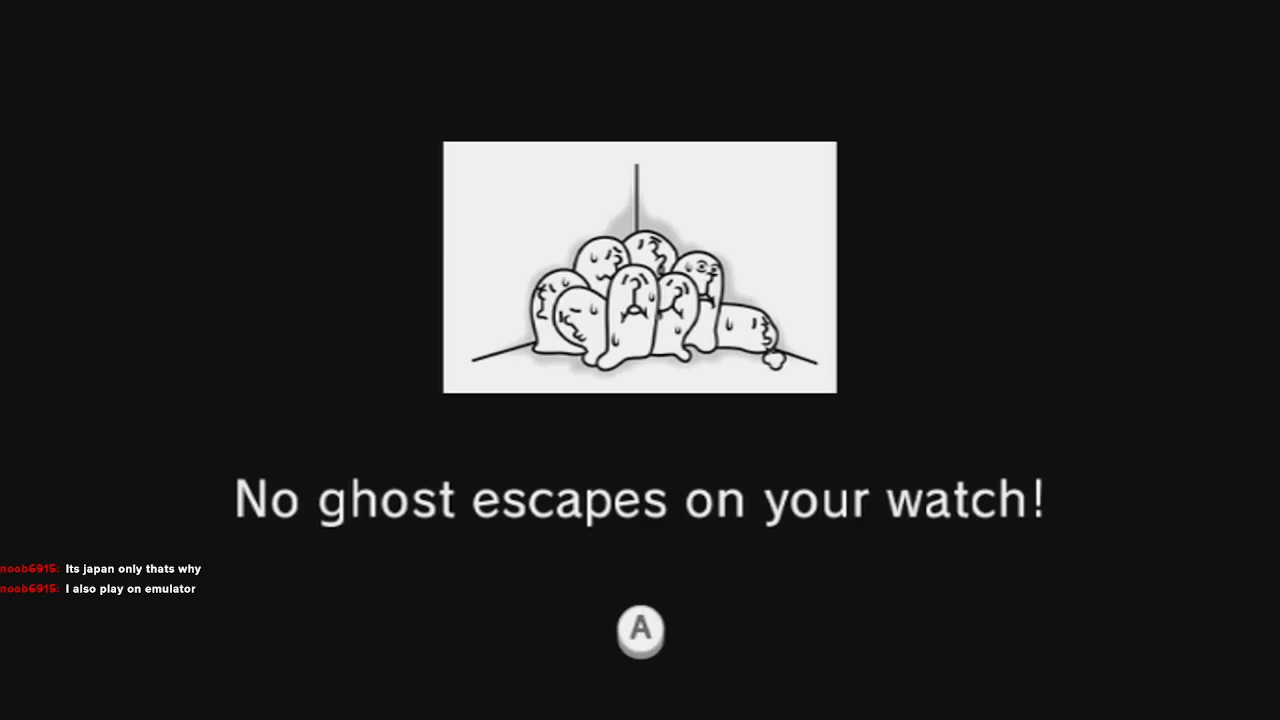 No ghost escapes on your watch!
noob6915: Its japan only thats why
noob6915: I also play on emulator
A